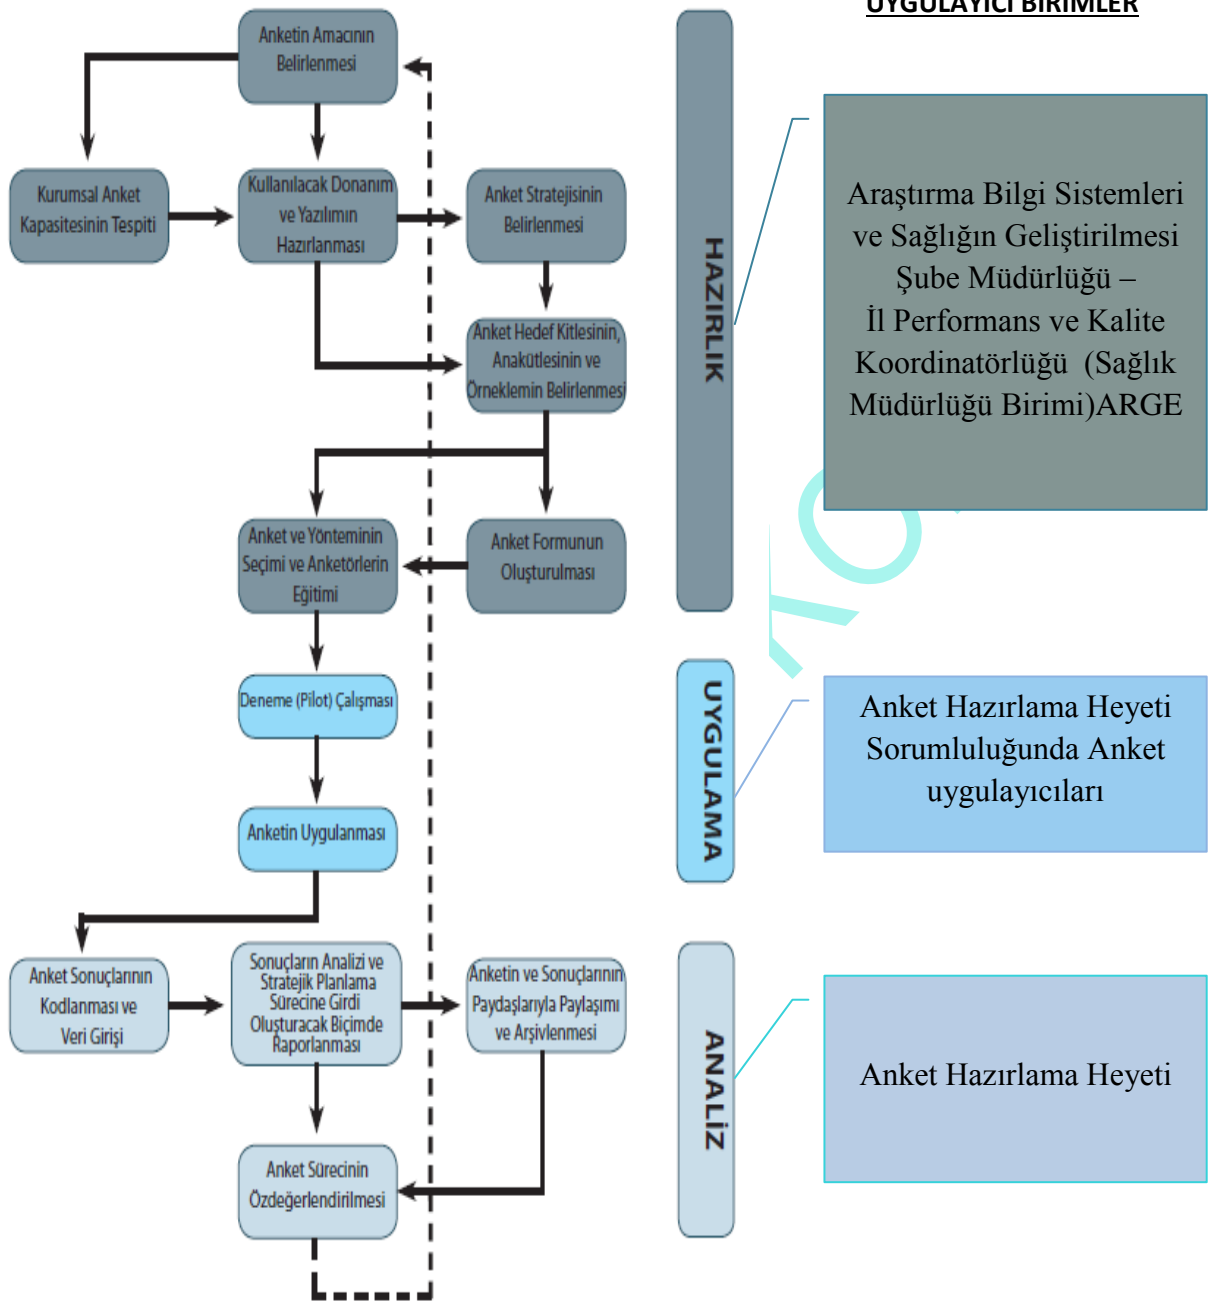 UYGULAYICI BİRİMLER
Anketin Amacının
Belirlenmesi
Kurumsal Anket
Kapasitesinin Tespiti
Kullanılacak Donanım
ve Yazılımın
Hazırlanması
Anket Stratejisinin
Belirlenmesi
Anket Hedef Kitlesinin,
Anakütlesinin ve
Örneklemin Belirlenmesi
Anket ve Yönteminin
Seçimi ve Anketörlerin
Eğitimi
Anket Formunun
Oluşturulması
Deneme (Pilot) Çalışması
Anketin Uygulanması
Anket Sonuçlarının
Kodlanması ve
Veri Girişi
Sonuçların Analizi ve
Stratejik Planlama
Sürecine Girdi
Oluşturacak Biçimde
Raporlanması
Anketin ve Sonuçlarının
Paydaşlarıyla Paylaşımı
ve Arşivlenmesi
Anket Sürecinin
Özdeğerlendirilmesi
HAZIRLIK
UYGULAMA
ANALİZ
Araştırma Bilgi Sistemleri
ve Sağlığın Geliştirilmesi
Şube Müdürlüğü –
İl Performans ve Kalite
Koordinatörlüğü (Sağlık
Müdürlüğü Birimi)ARGE
Anket Hazırlama Heyeti
Sorumluluğunda Anket
uygulayıcıları
Anket Hazırlama Heyeti